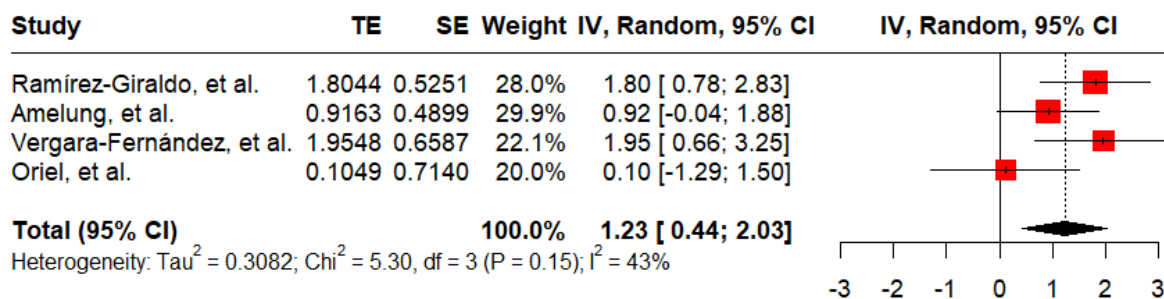 Study TE SE Weight IV, Random, 95% CI IV, Random, 95% CI
Ramírez-Giraldo, et al. 1.8044 0.5251 28.0% 1.80 [ 0.78; 2.83]
Amelung, et al. 0.9163 0.4899 29.9% 0.92 [-0.04; 1.88]
Vergara-Fernández, et al. 1.9548 0.6587 22.1% 1.95 [ 0.66; 3.25]
Oriel, et al. 0.1049 0.7140 20.0% 0.10 [-1.29; 1.50]
Total (95% CI) 100.0% 1.23 [ 0.44; 2.03]
Heterogeneity: Tau² = 0.3082; Chi² = 5.30, df = 3 (P = 0.15); I² = 43%
-3 -2 -1 0 1 2 3